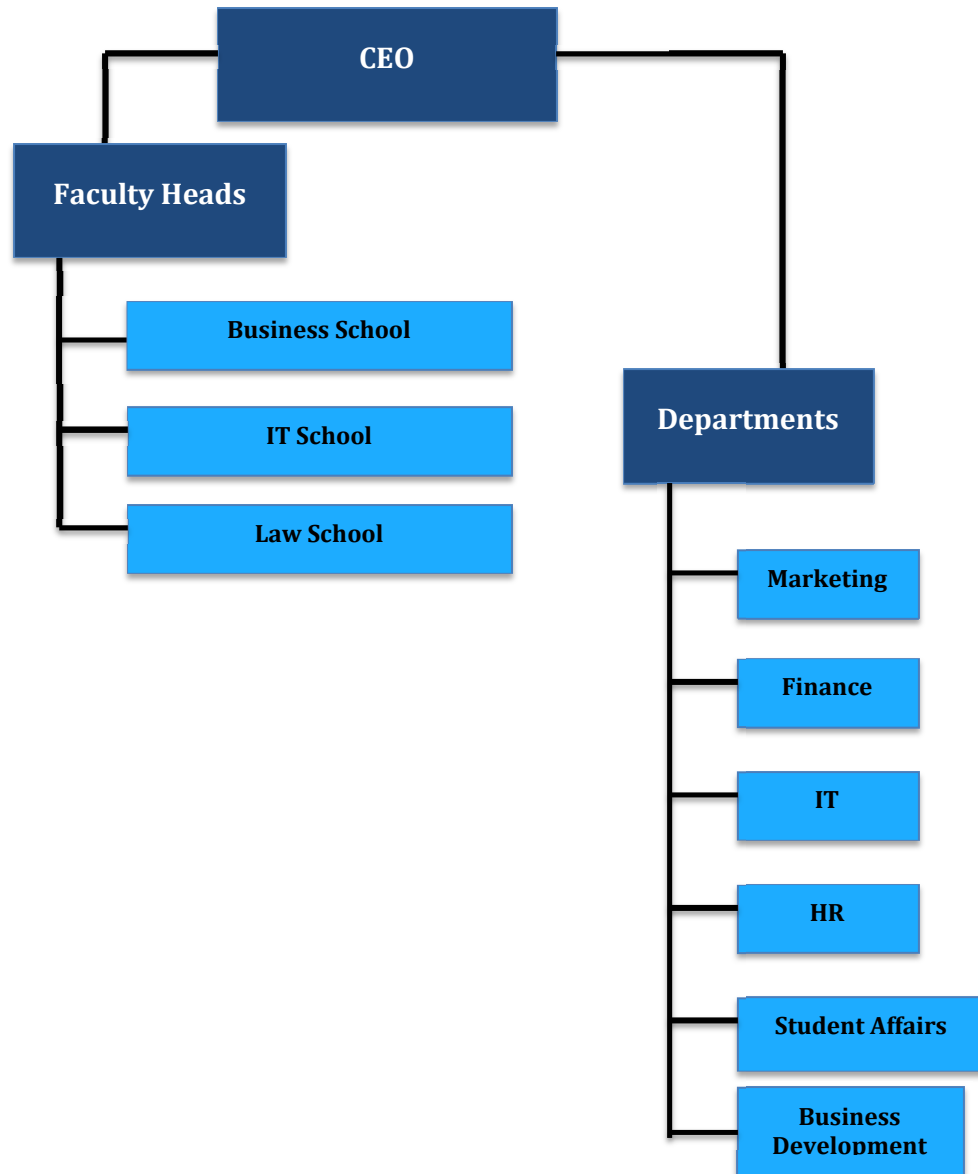 CEO
Faculty Heads
Business School
IT School
Law School
Departments
Marketing
Finance
IT
HR
Student Affairs
Business
Development